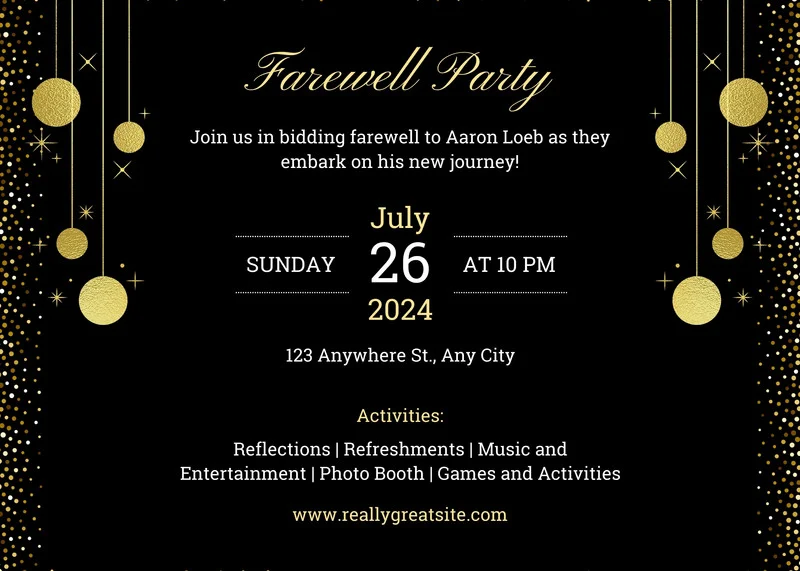 Farewell Party
Join us in bidding farewell to Aaron Loeb as they
embark on his new journey!
July
SUNDAY 26 AT 10 PM
2024
123 Anywhere St., Any City
Activities:
Reflections | Refreshments | Music and
Entertainment | Photo Booth | Games and Activities
www.reallygreatsite.com